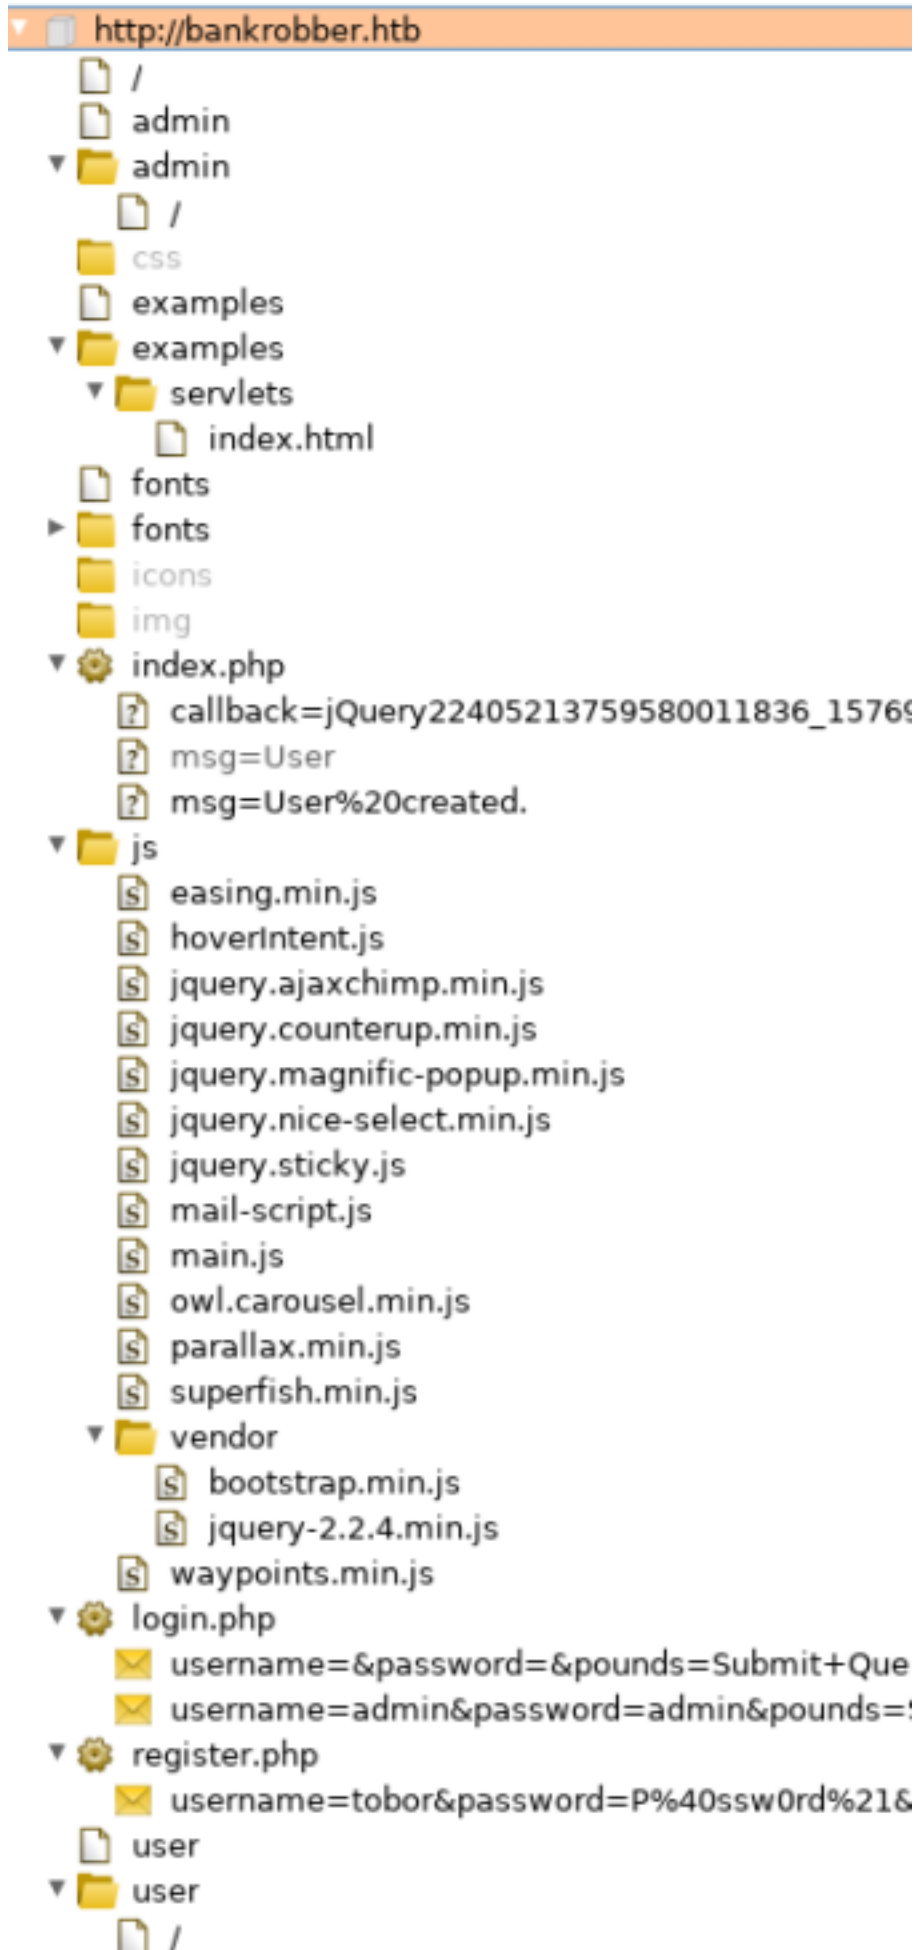 http://bankrobber.htb
/
admin
admin
/
css
examples
examples
servlets
index.html
fonts
fonts
icons
img
index.php
callback=jQuery22405213759580011836_15769
msg=User
msg=User%20created.
js
easing.min.js
hoverIntent.js
jquery.ajaxchimp.min.js
jquery.counterup.min.js
jquery.magnific-popup.min.js
jquery.nice-select.min.js
jquery.sticky.js
mail-script.js
main.js
owl.carousel.min.js
parallax.min.js
superfish.min.js
vendor
bootstrap.min.js
jquery-2.2.4.min.js
waypoints.min.js
login.php
username=&password=&pounds=Submit+Que
username=admin&password=admin&pounds=S
register.php
username=tobor&password=P%40ssw0rd%21&
user
user
/